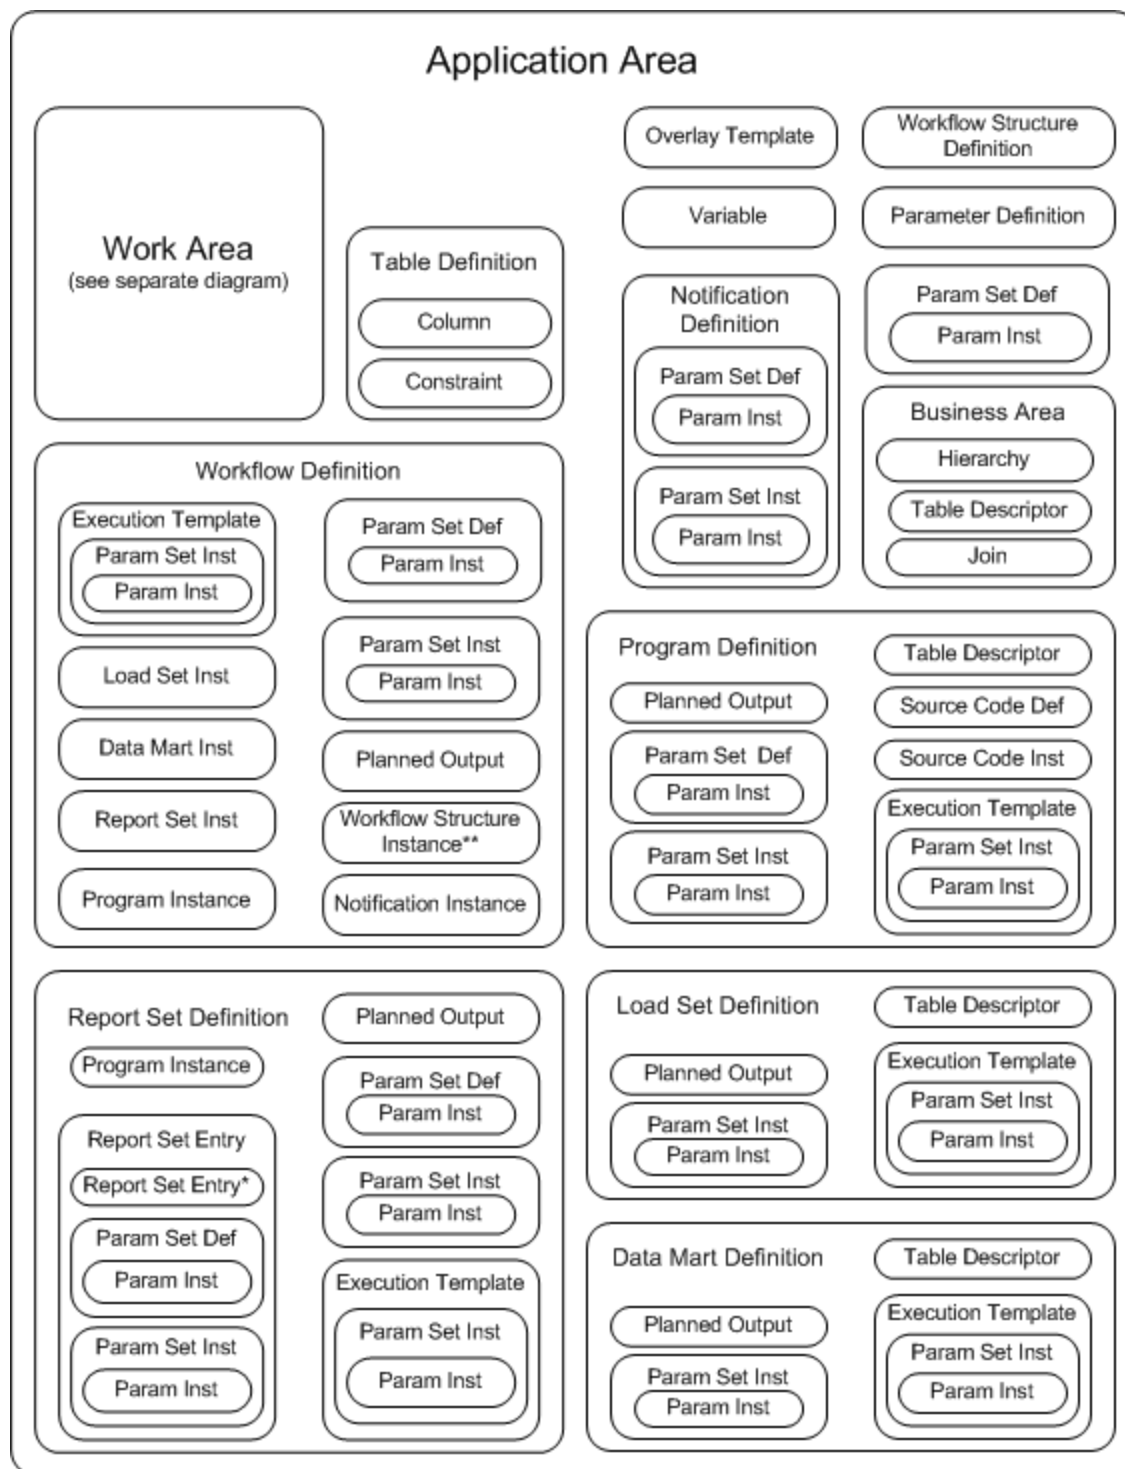 Application Area
Work Area
(see separate diagram)
Table Definition
Column
Constraint
Overlay Template
Variable
Notification
Definition
Param Set Def
Param Inst
Param Set Inst
Param Inst
Workflow Structure
Definition
Parameter Definition
Param Set Def
Param Inst
Business Area
Hierarchy
Table Descriptor
Join
Workflow Definition
Execution Template
Param Set Inst
Param Inst
Load Set Inst
Data Mart Inst
Report Set Inst
Program Instance
Param Set Def
Param Inst
Param Set Inst
Param Inst
Planned Output
Workflow Structure
Instance**
Notification Instance
Program Definition
Planned Output
Param Set Def
Param Inst
Param Set Inst
Param Inst
Table Descriptor
Source Code Def
Source Code Inst
Execution Template
Param Set Inst
Param Inst
Report Set Definition
Program Instance
Report Set Entry
Report Set Entry*
Param Set Def
Param Inst
Param Set Inst
Param Inst
Planned Output
Param Set Def
Param Inst
Param Set Inst
Param Inst
Execution Template
Param Set Inst
Param Inst
Load Set Definition
Planned Output
Param Set Inst
Param Inst
Table Descriptor
Execution Template
Param Set Inst
Param Inst
Data Mart Definition
Planned Output
Param Set Inst
Param Inst
Table Descriptor
Execution Template
Param Set Inst
Param Inst